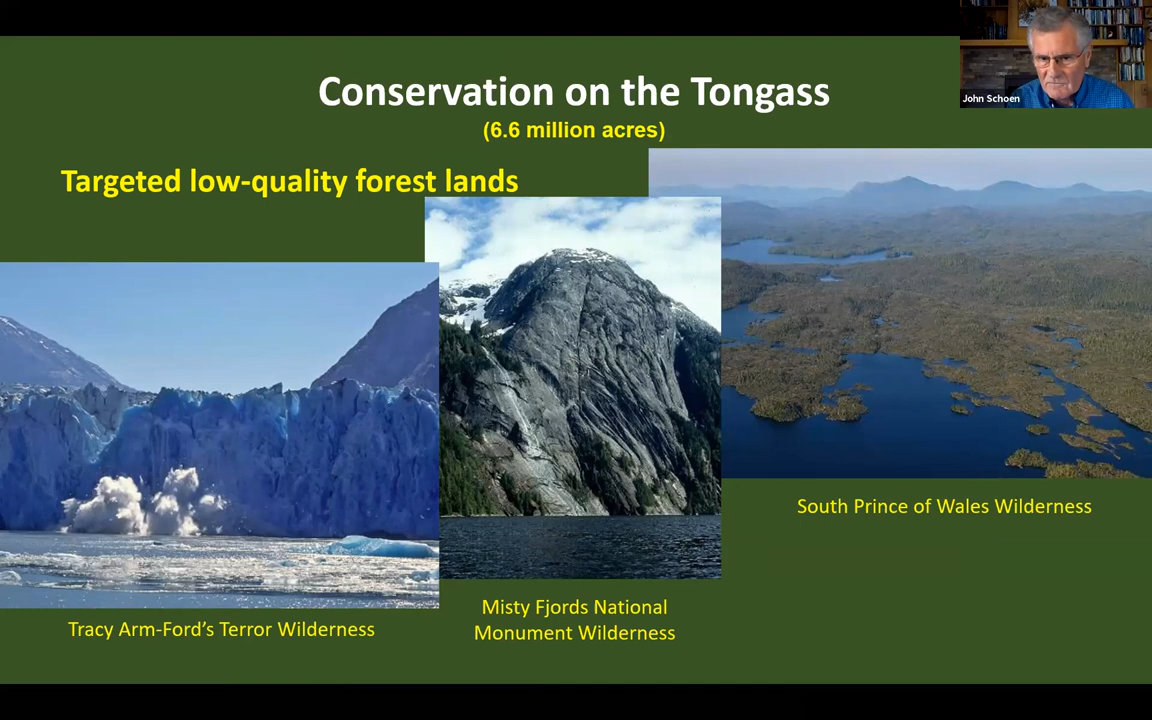 Conservation on the Tongass
(6.6 million acres)
Targeted low-quality forest lands
John Schoen
South Prince of Wales Wilderness
Misty Fjords National
Monument Wilderness
Tracy Arm-Ford’s Terror Wilderness